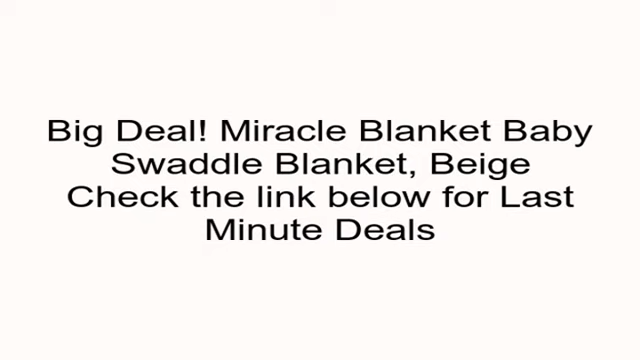 Big Deal! Miracle Blanket Baby
Swaddle Blanket, Beige
Check the link below for Last
Minute Deals